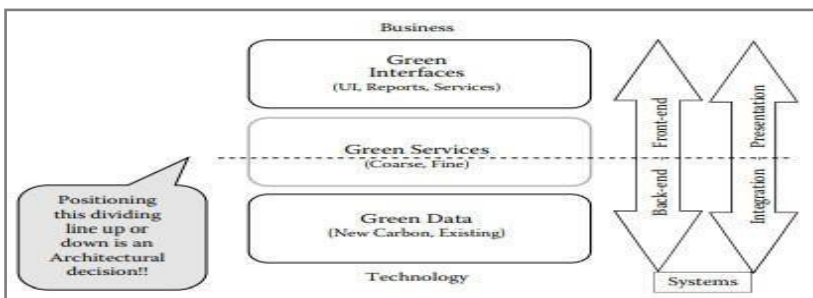 Business
Green
Interfaces
(UI, Reports, Services)
Green Services
(Coarse, Fine)
Green Data
(New Carbon, Existing)
Technology
Positioning
this dividing
line up or
down is an
Architectural
decision!!
Front-end
Back-end
Presentation
Integration
Systems